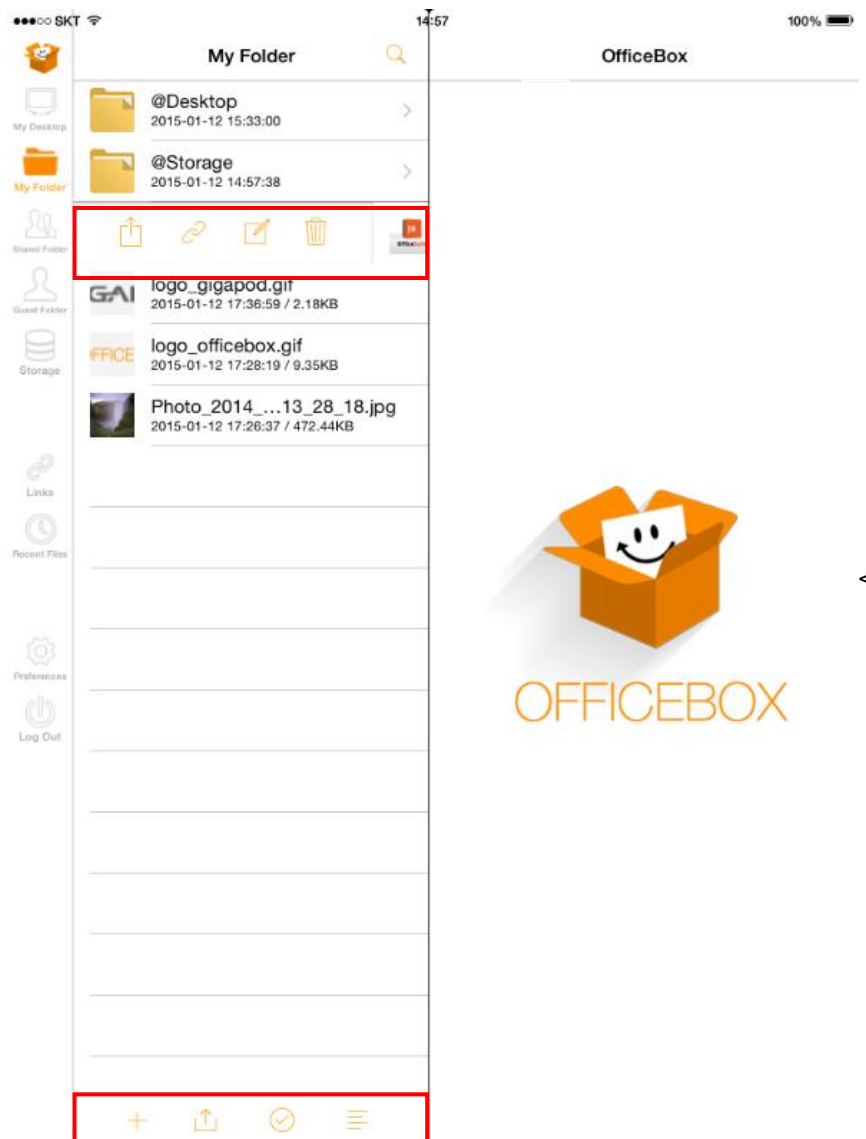 SKT 14:57 100%
My Folder OfficeBox
My Desktop
My Folder
Shared Folder
Guest Folder
Storage
Links
Recent Files
Preferences
Log Out
@Desktop
2015-01-12 15:33:00
@Storage
2015-01-12 14:57:38
logo_gigapod.gif
2015-01-12 17:36:59 / 2.18KB
GAI
logo_officebox.gif
2015-01-12 17:28:19 / 9.35KB
OFFICE
Photo_2014_...13_28_18.jpg
2015-01-12 17:26:37 / 472.44KB
OFFICEBOX
<